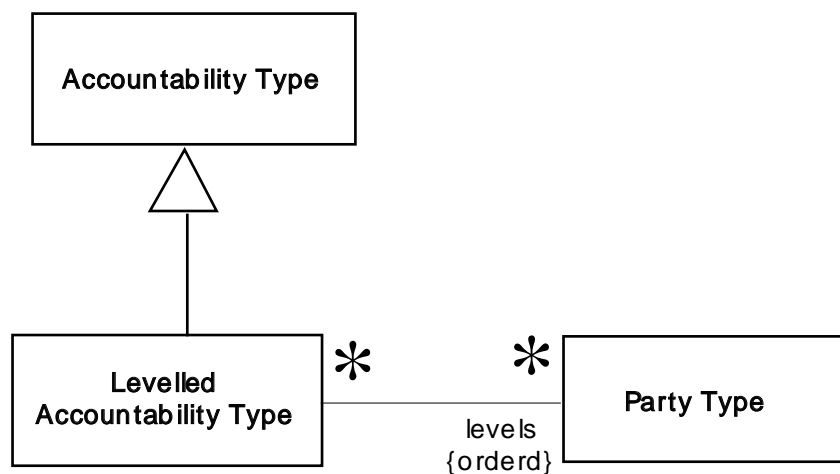 Accountability Type
Levelled
Accountability Type
*
*
Party Type
levels
{orderd}